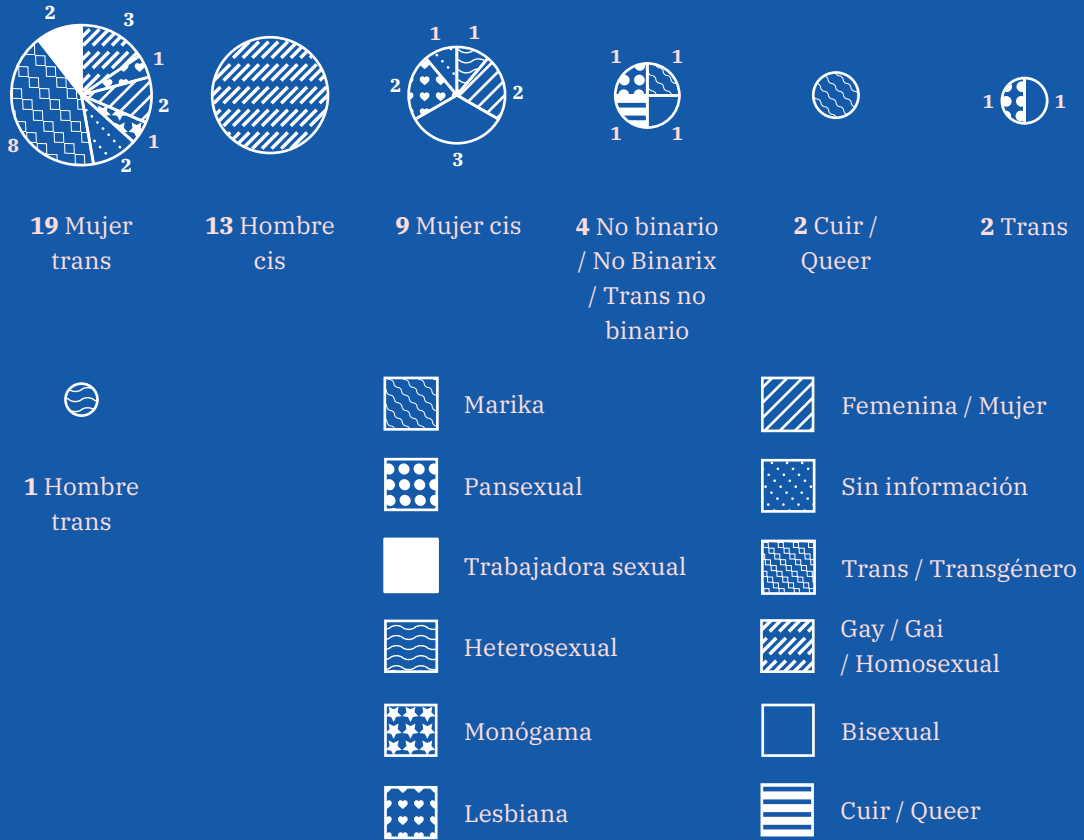 2
3
1
2
1
2
8
1
1
2
3
2
1
1
1
1
1
1
19 Mujer
trans
13 Hombre
cis
9 Mujer cis
4 No binario
/ No Binarix
/ Trans no
binario
2 Cuir /
Queer
2 Trans
1 Hombre
trans
Marika
Pansexual
Trabajadora sexual
Heterosexual
Monógama
Lesbiana
Femenina / Mujer
Sin información
Trans / Transgénero
Gay / Gai
/ Homosexual
Bisexual
Cuir / Queer